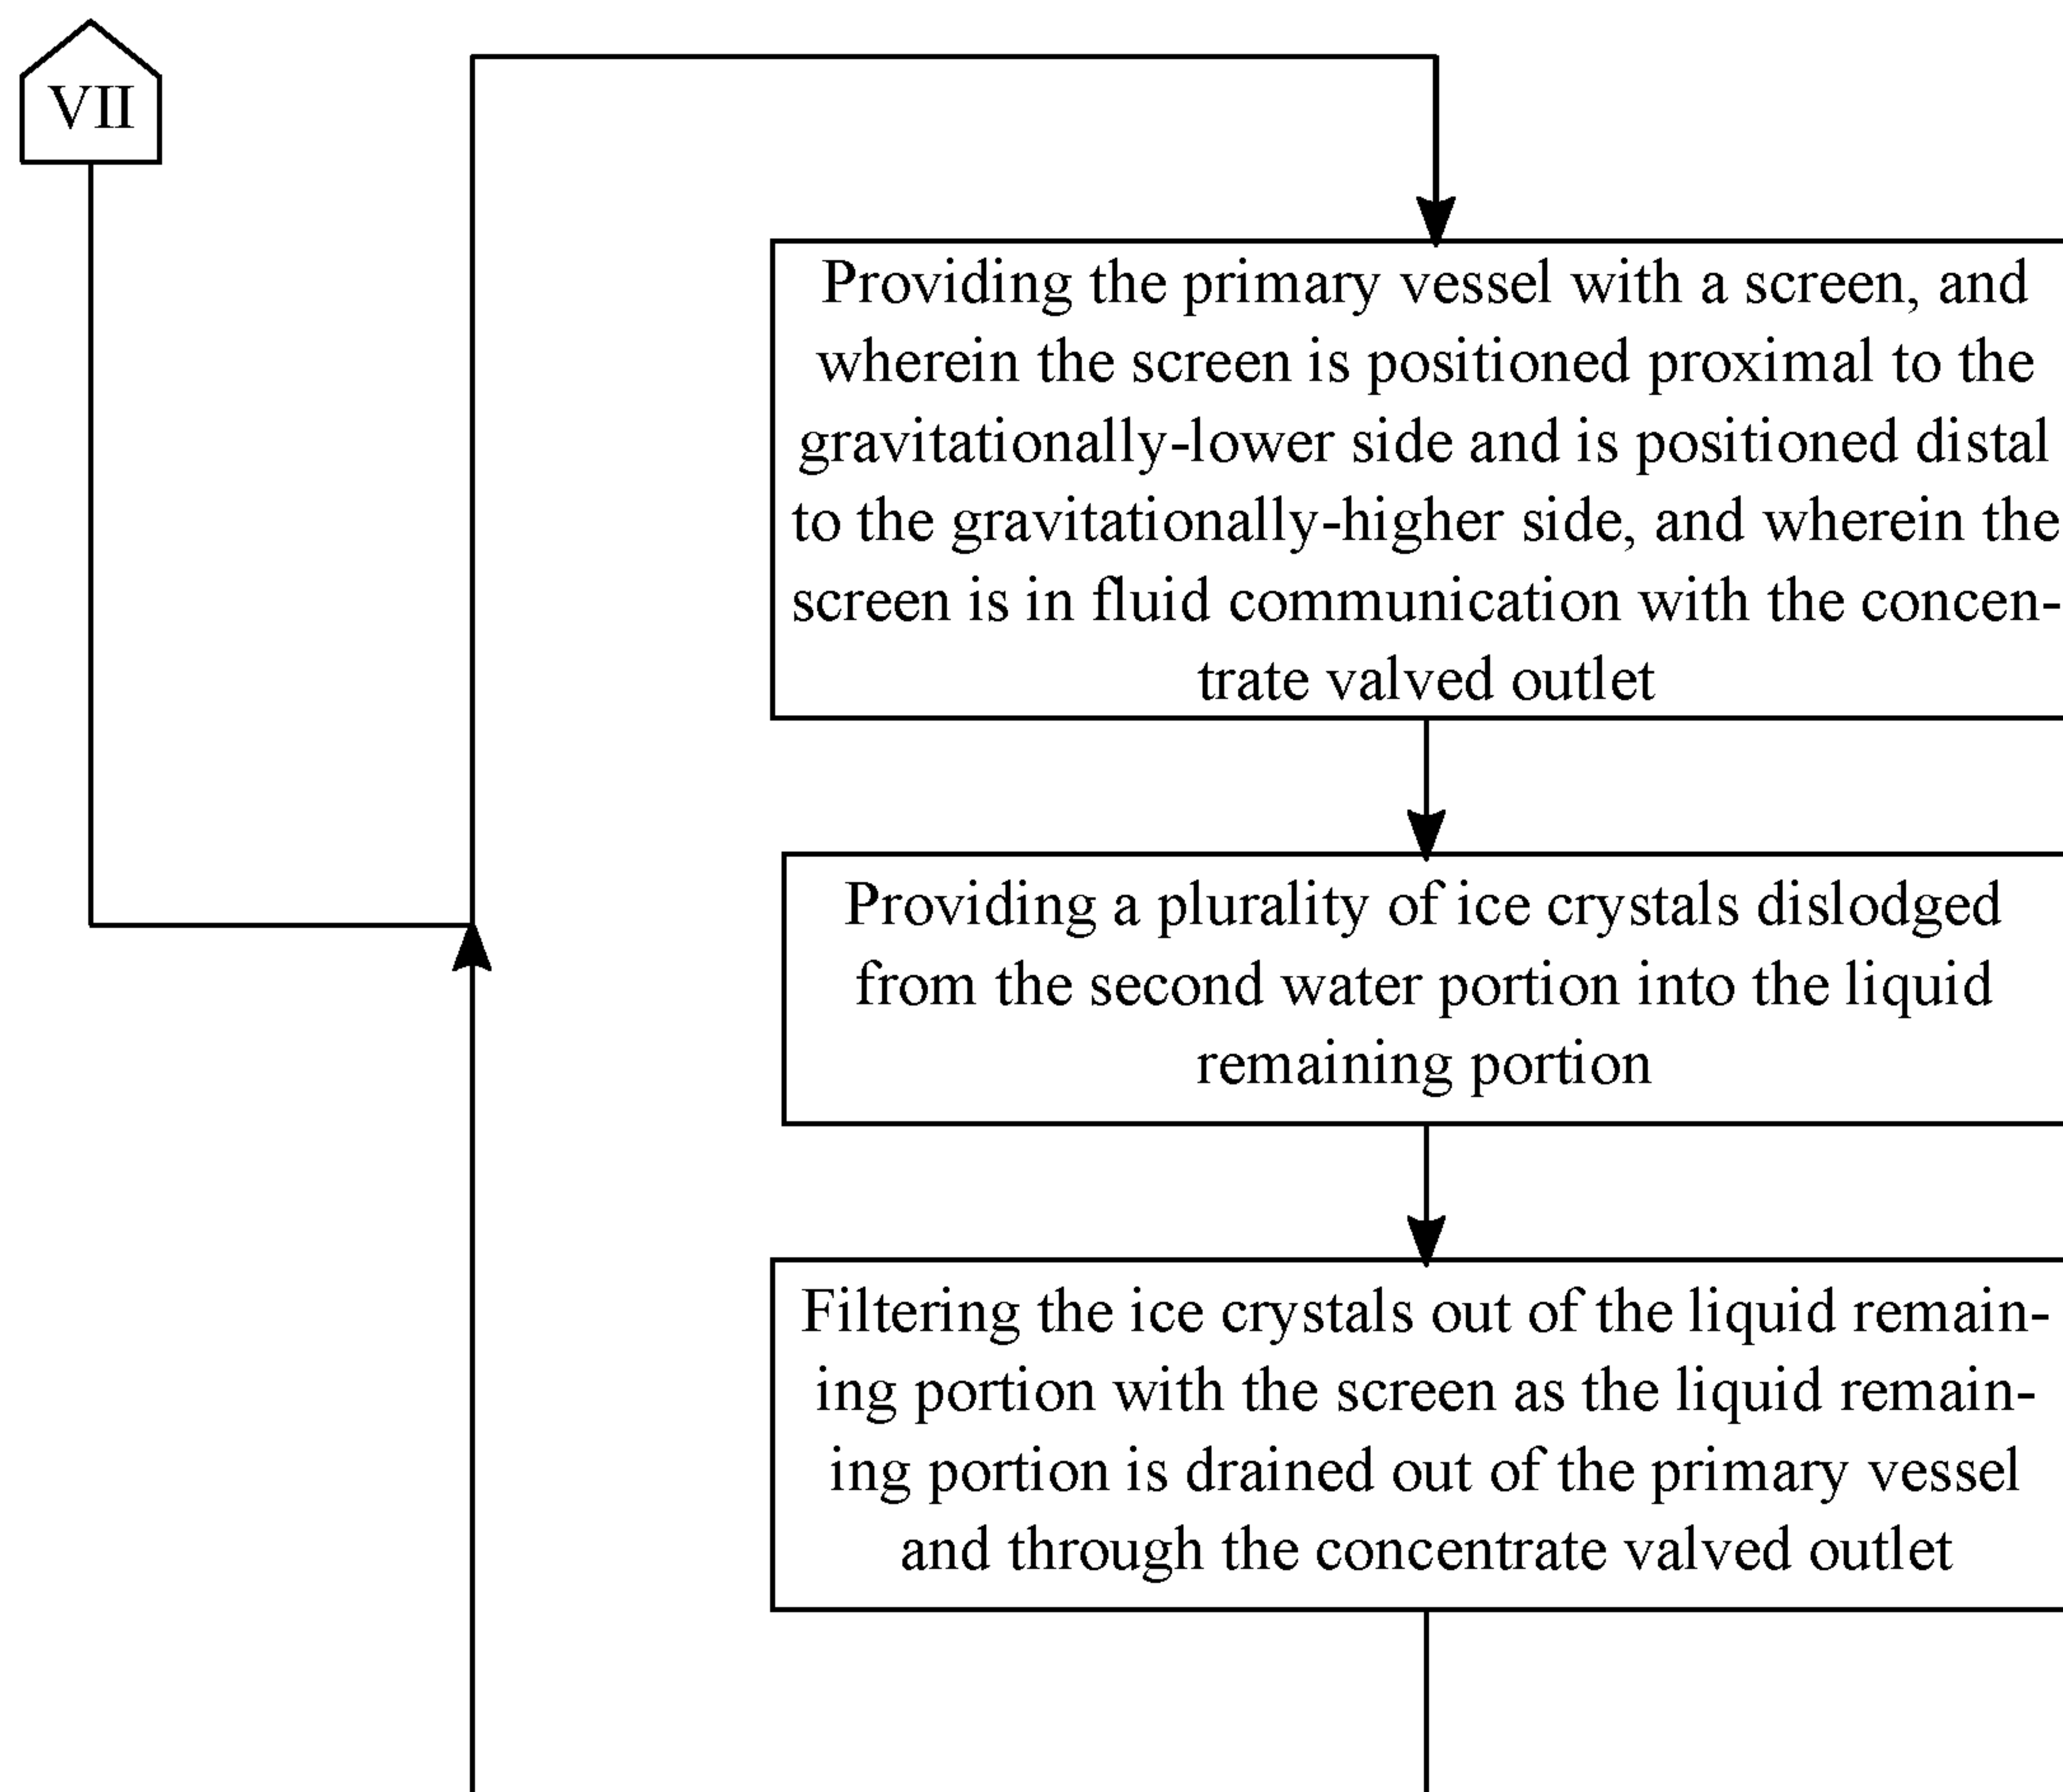 VII
Providing the primary vessel with a screen, and
wherein the screen is positioned proximal to the
gravitationally-lower side and is positioned distal
to the gravitationally-higher side, and wherein the
screen is in fluid communication with the concen-
trate valved outlet
Providing a plurality of ice crystals dislodged
from the second water portion into the liquid
remaining portion
Filtering the ice crystals out of the liquid remain-
ing portion with the screen as the liquid remain-
ing portion is drained out of the primary vessel
and through the concentrate valved outlet